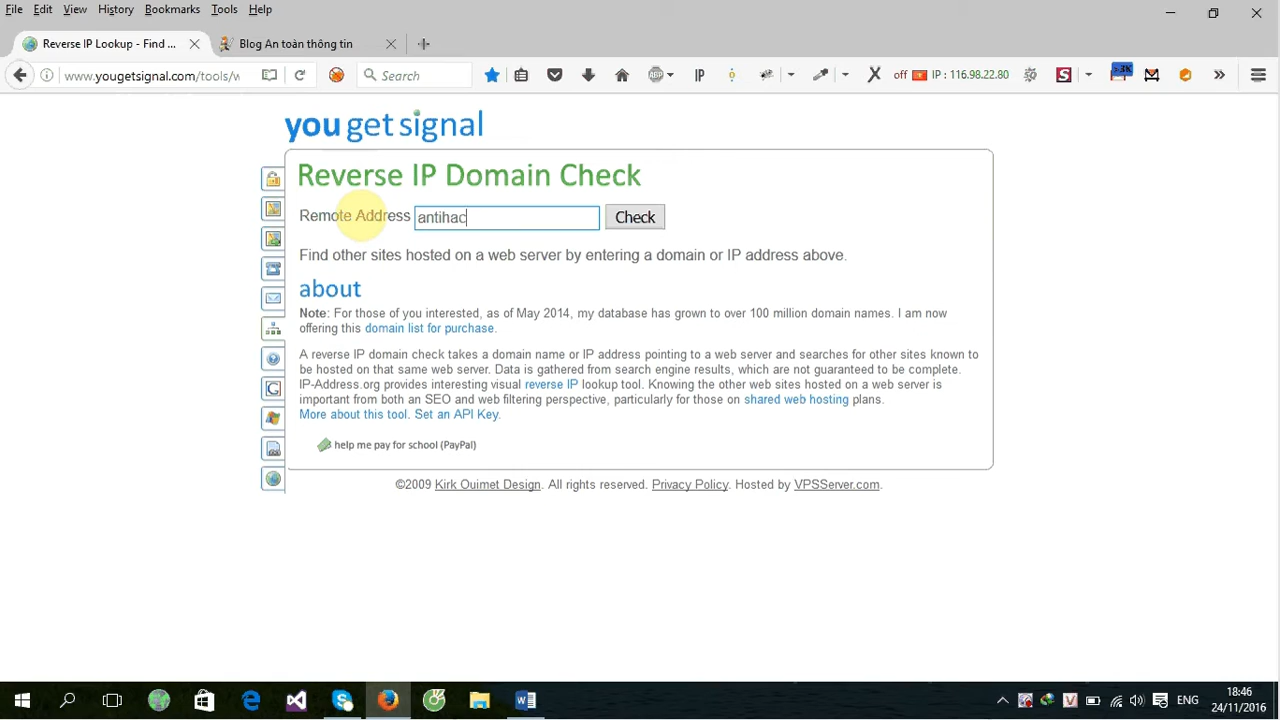 File Edit View History Bookmarks Tools Help
Reverse IP Lookup - Find ...
Blog An toàn thông tin
www.yougetsignal.com/tools/w
Search
ABP
IP
off
IP : 116.98.22.80
>3K
you get signal
Reverse IP Domain Check
Remote Address antihac Check
Find other sites hosted on a web server by entering a domain or IP address above.
about
Note: For those of you interested, as of May 2014, my database has grown to over 100 million domain names. I am now
offering this domain list for purchase.
A reverse IP domain check takes a domain name or IP address pointing to a web server and searches for other sites known to
be hosted on that same web server. Data is gathered from search engine results, which are not guaranteed to be complete.
IP-Address.org provides interesting visual reverse IP lookup tool. Knowing the other web sites hosted on a web server is
important from both an SEO and web filtering perspective, particularly for those on shared web hosting plans.
More about this tool. Set an API Key.
help me pay for school (PayPal)
©2009 Kirk Ouimet Design. All rights reserved. Privacy Policy. Hosted by VPSServer.com.
ENG
18:46
24/11/2016